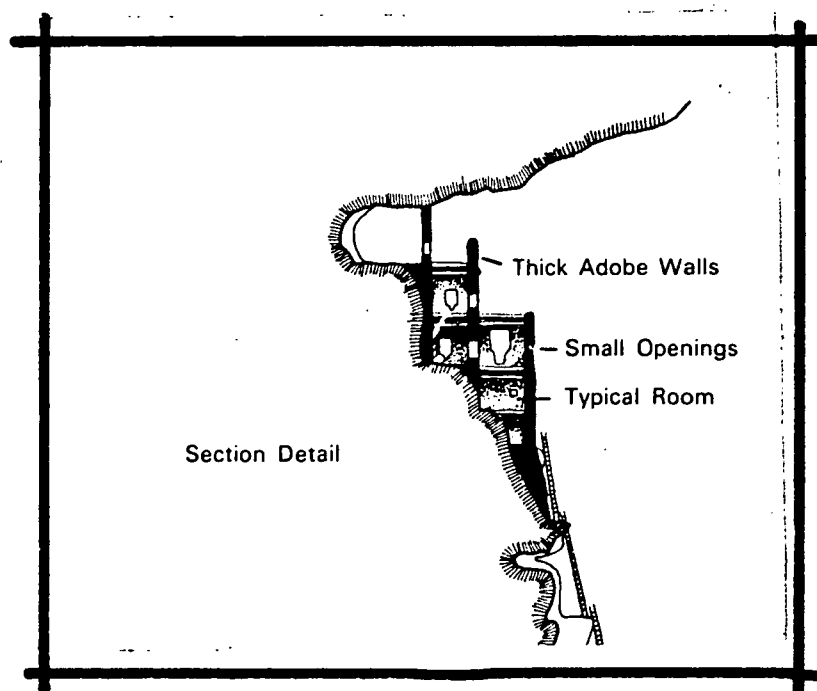 Thick Adobe Walls
Small Openings
Typical Room
Section Detail